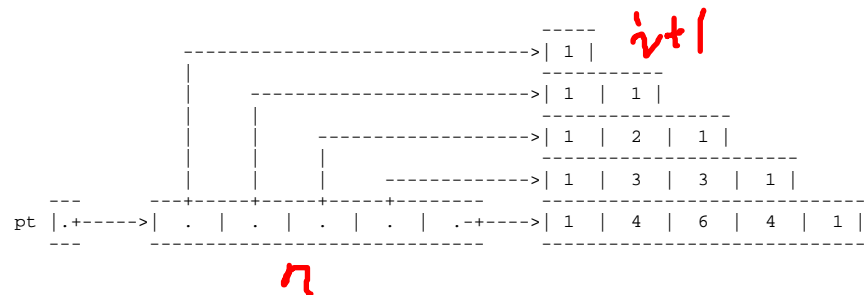 i+1
-----
------------------------------->| 1 |
| -----------
| ------------------------->| 1 | 1 |
| | -----------------
| | ------------------->| 1 | 2 | 1 |
| | | -----------------------
| | | ------------->| 1 | 3 | 3 | 1 |
--- ---+-----+-----+-----+-------- -----------------------------
pt |.+----->| . | . | . | . | .-+---->| 1 | 4 | 6 | 4 | 1 |
--- ----------------------------- -----------------------------
n